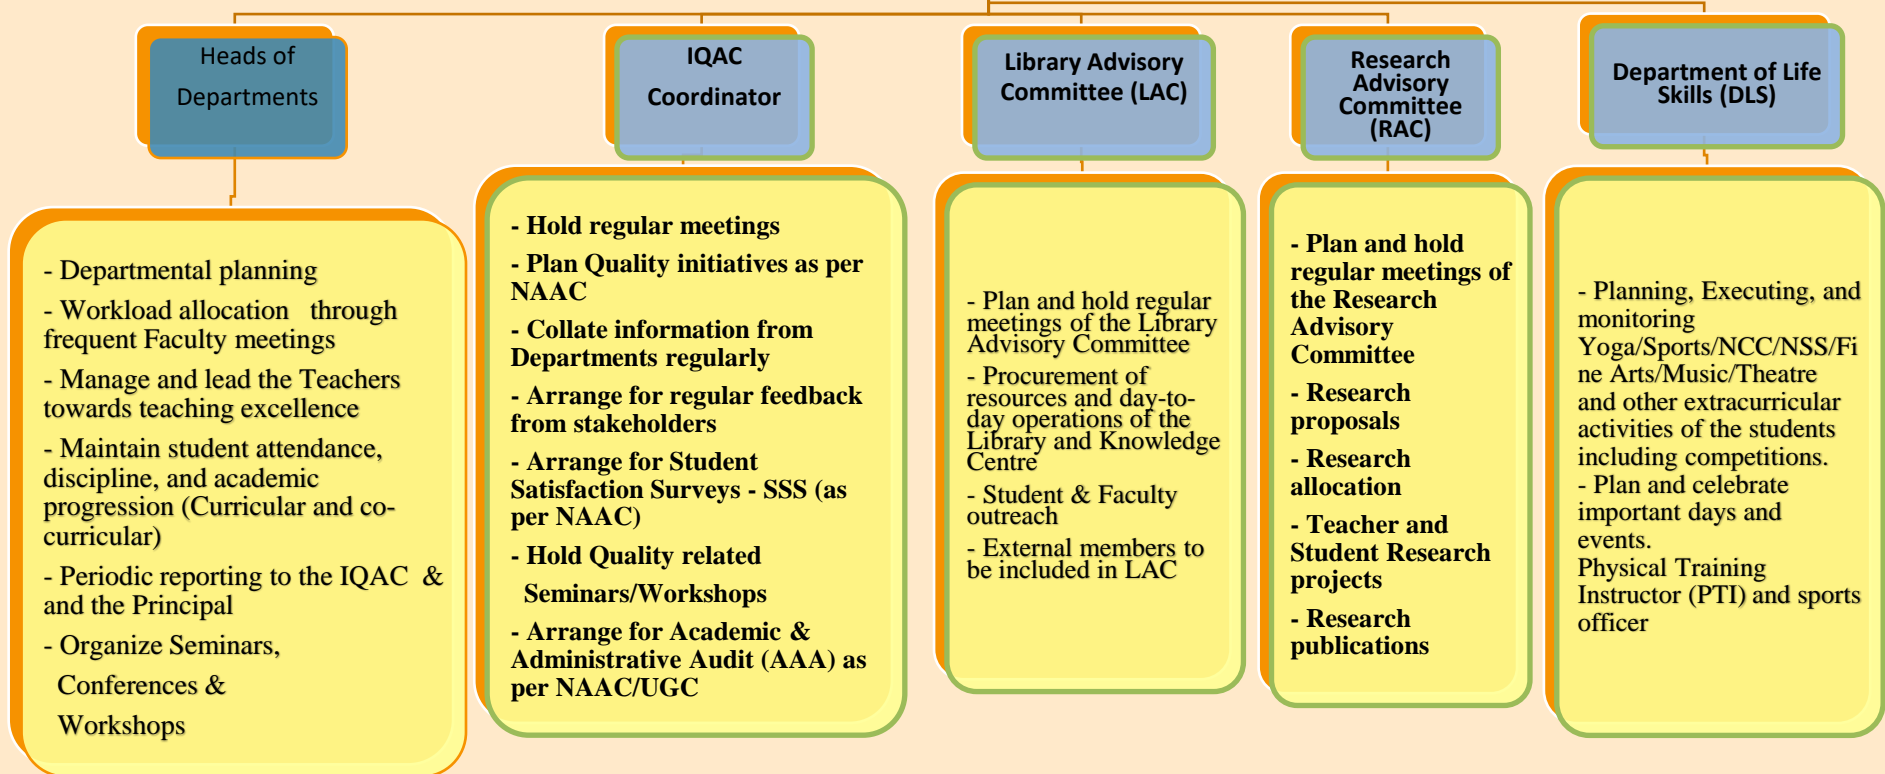 Heads of
Departments
- Departmental planning
- Workload allocation through
frequent Faculty meetings
- Manage and lead the Teachers
towards teaching excellence
- Maintain student attendance,
discipline, and academic
progression (Curricular and co-
curricular)
- Periodic reporting to the IQAC &
and the Principal
- Organize Seminars,
Conferences &
Workshops
IQAC
Coordinator
- Hold regular meetings
- Plan Quality initiatives as per
NAAC
- Collate information from
Departments regularly
- Arrange for regular feedback
from stakeholders
- Arrange for Student
Satisfaction Surveys - SSS (as
per NAAC)
- Hold Quality related
Seminars/Workshops
- Arrange for Academic &
Administrative Audit (AAA) as
per NAAC/UGC
Library Advisory
Committee (LAC)
- Plan and hold regular
meetings of the Library
Advisory Committee
- Procurement of
resources and day-to-
day operations of the
Library and Knowledge
Centre
- Student & Faculty
outreach
- External members to
be included in LAC
Research
Advisory
Committee
(RAC)
- Plan and hold
regular meetings of
the Research
Advisory
Committee
- Research
proposals
- Research
allocation
- Teacher and
Student Research
projects
- Research
publications
Department of Life
Skills (DLS)
- Planning, Executing, and
monitoring
Yoga/Sports/NCC/NSS/Fi
ne Arts/Music/Theatre
and other extracurricular
activities of the students
including competitions.
- Plan and celebrate
important days and
events.
Physical Training
Instructor (PTI) and sports
officer